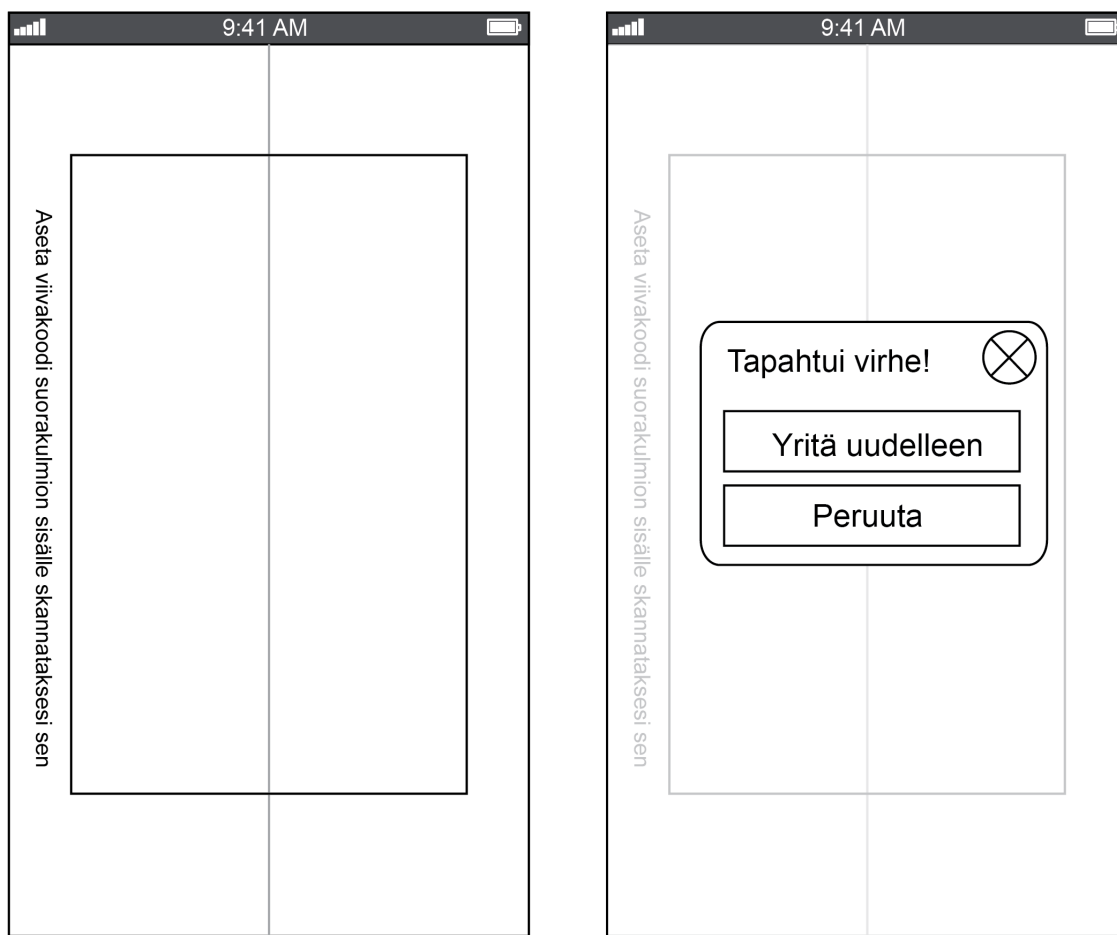 9:41 AM
Aseta viivakoodi suorakulmion sisälle skannataksesi sen
9:41 AM
Aseta viivakoodi suorakulmion sisälle skannataksesi sen
Tapahtui virhe!
Yritä uudelleen
Peruuta